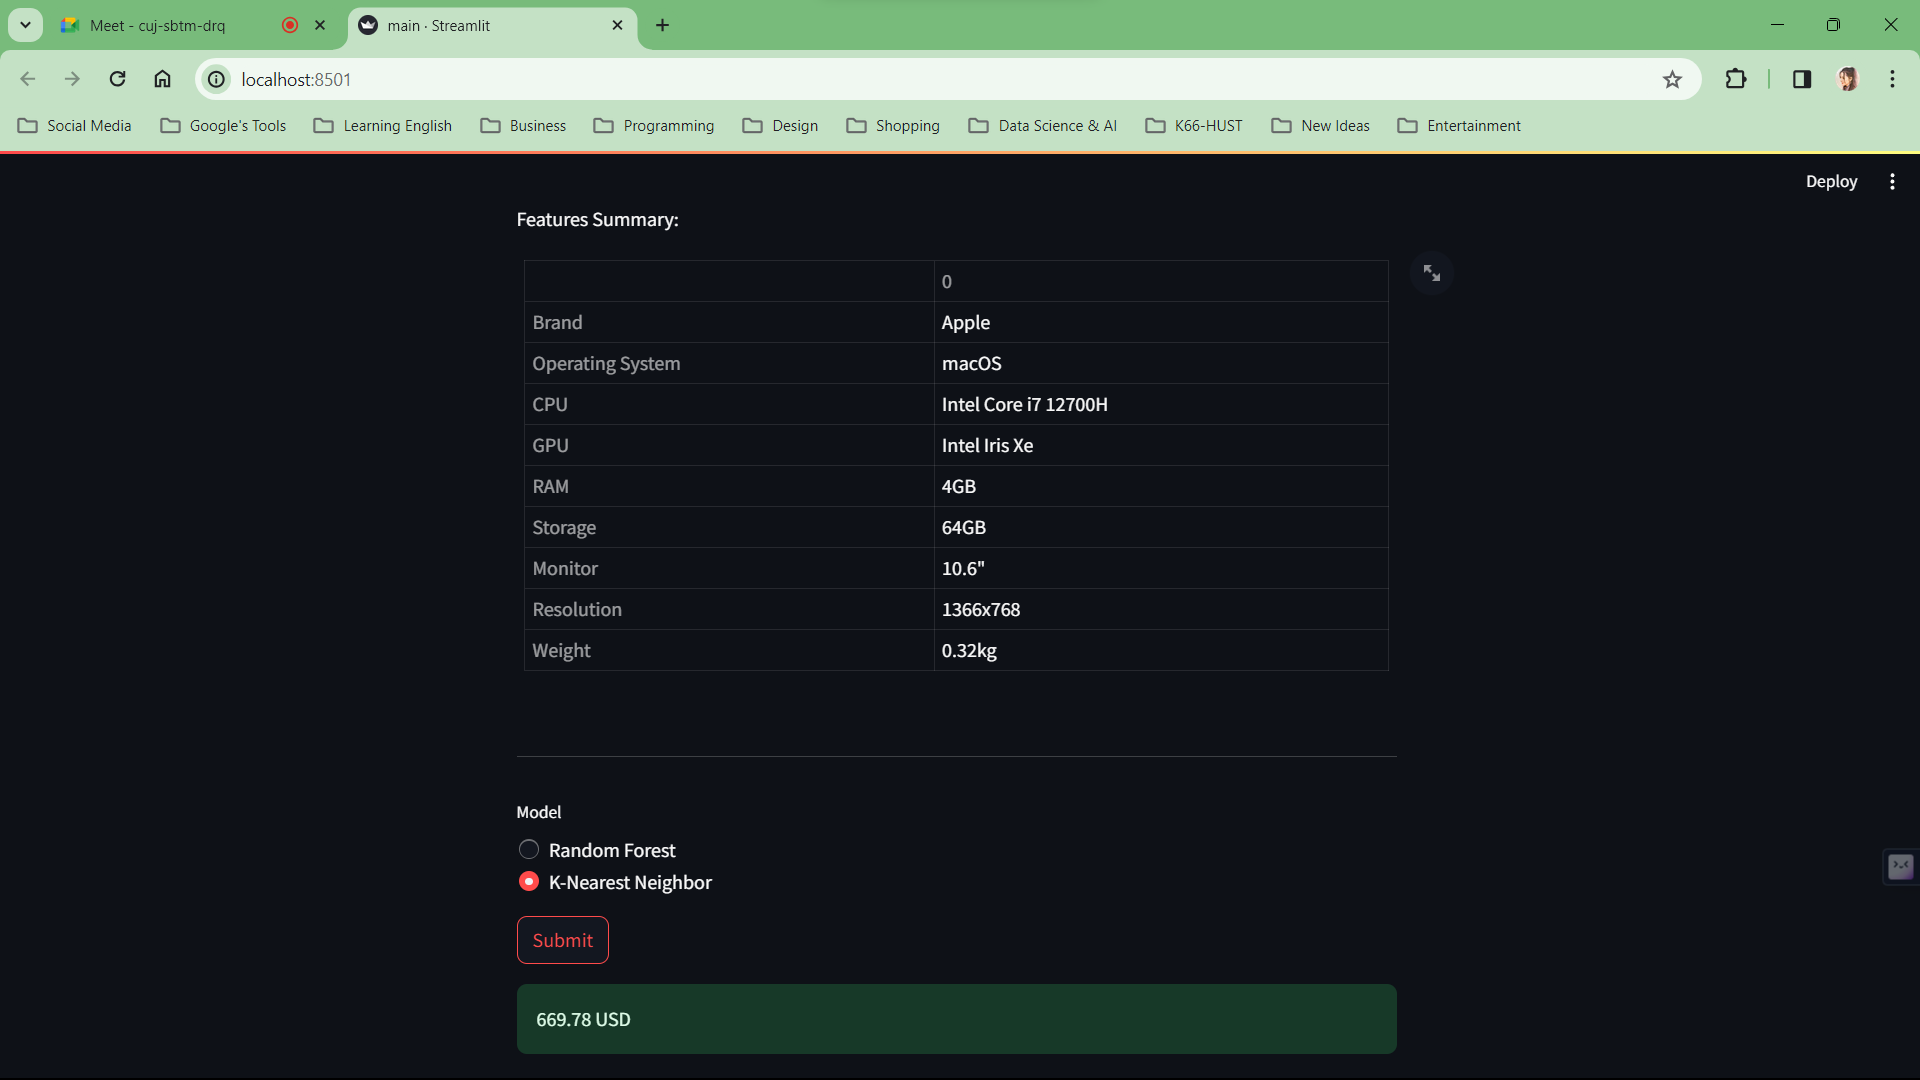 Meet - cuj-sbtm-drq
main · Streamlit
localhost:8501
Social Media
Google's Tools
Learning English
Business
Programming
Design
Shopping
Data Science & AI
K66-HUST
New Ideas
Entertainment
Deploy
Features Summary:
0
Brand Apple
Operating System macOS
CPU Intel Core i7 12700H
GPU Intel Iris Xe
RAM 4GB
Storage 64GB
Monitor 10.6"
Resolution 1366x768
Weight 0.32kg
Model
Random Forest
K-Nearest Neighbor
Submit
669.78 USD